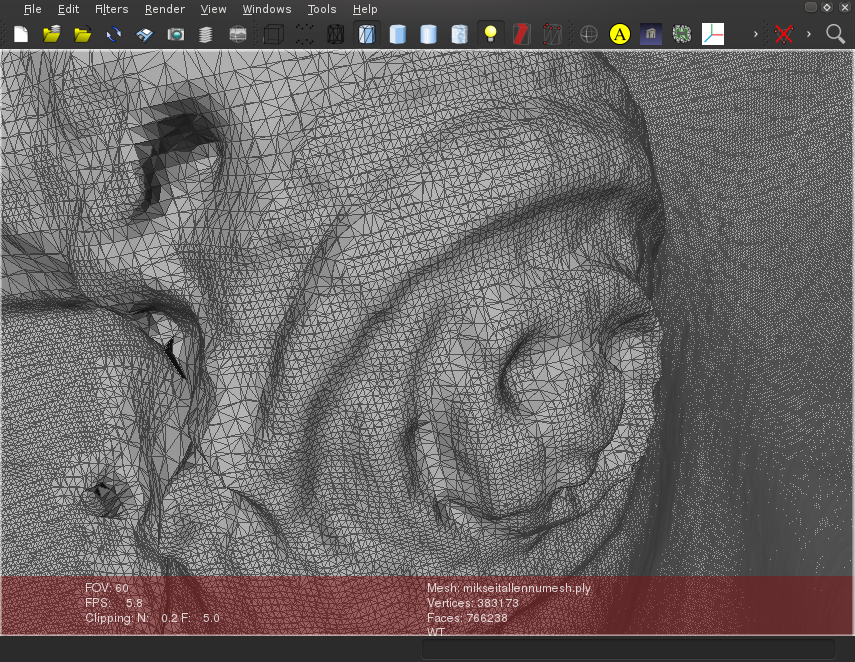 File Edit Filters Render View Windows Tools Help
A
FOV: 60
FPS: 5.8
Clipping: N: 0.2 F: 5.0
Mesh: mikseitallennumesh.ply
Vertices: 383173
Faces: 766238
WT